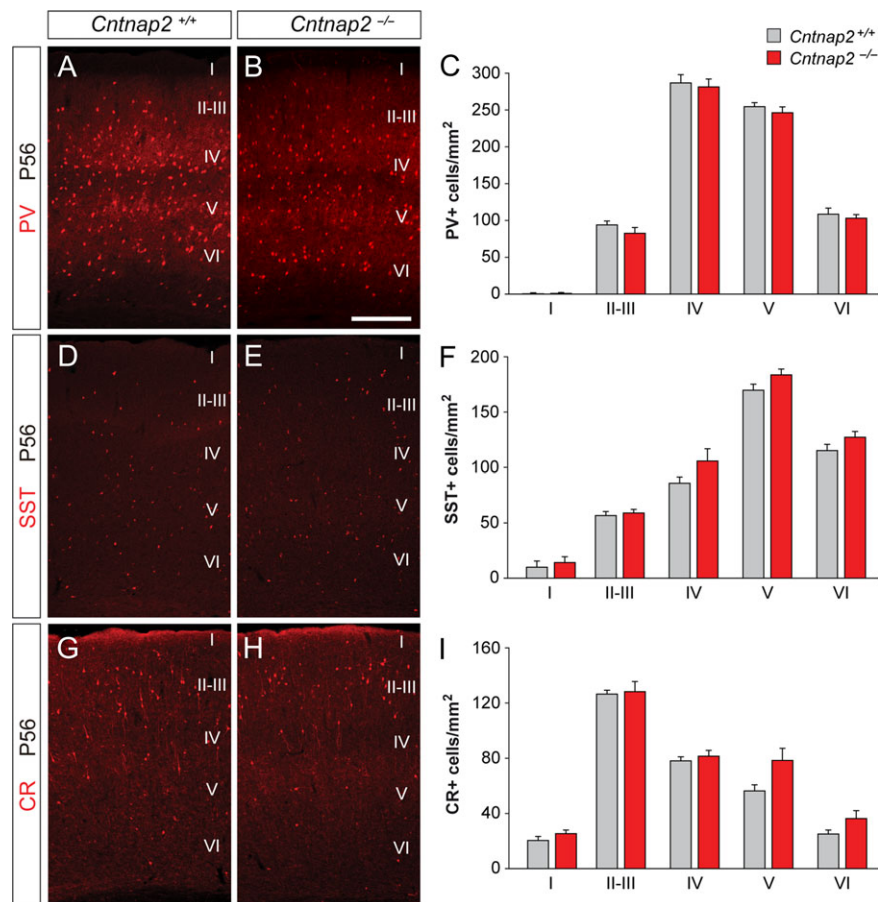 Cntnap2 +/+
Cntnap2 −/−
PV P56
A
I
II-III
IV
V
VI
B
I
II-III
IV
V
VI
C
Cntnap2 +/+
Cntnap2 −/−
PV+ cells/mm2
300
250
200
150
100
50
0
I II-III IV V VI
SST P56
D
I
II-III
IV
V
VI
E
I
II-III
IV
V
VI
F
SST+ cells/mm2
200
150
100
50
0
I II-III IV V VI
CR P56
G
I
II-III
IV
V
VI
H
I
II-III
IV
V
VI
I
CR+ cells/mm2
160
120
80
40
0
I II-III IV V VI